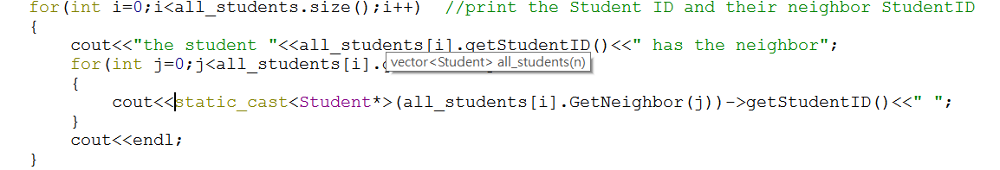 for(int i=0;i<all_students.size();i++)  //print the Student ID and their neighbor StudentID
{
    cout<<"the student "<<all_students[i].getStudentID()<<" has the neighbor";
    for(int j=0;j<all_students[i].
vector<Student> all_students(n)
    {
        cout<<static_cast<Student*>(all_students[i].GetNeighbor(j))->getStudentID()<<" ";
    }
    cout<<endl;
}